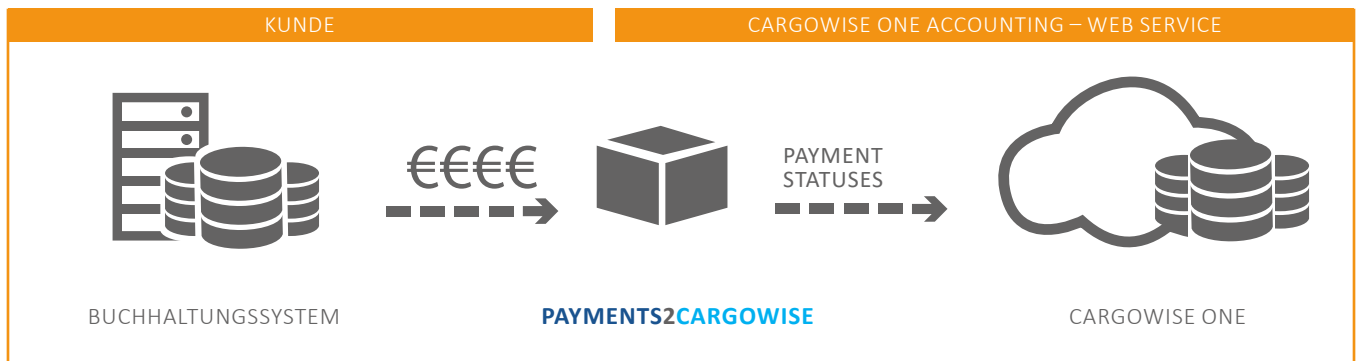 KUNDE
CARGOWISE ONE ACCOUNTING – WEB SERVICE
€€€€
PAYMENT
STATUSES
BUCHHALTUNGSSYSTEM
PAYMENTS2CARGOWISE
CARGOWISE ONE